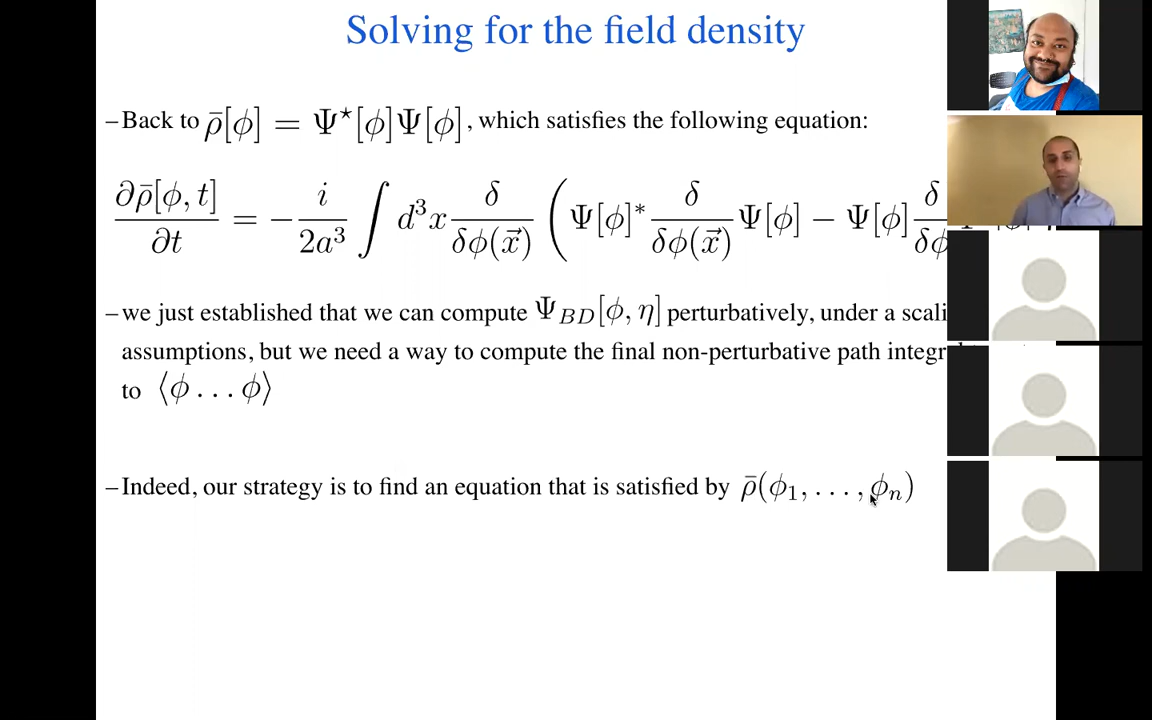 Solving for the field density
– Back to ρ̄[ϕ] = Ψ⋆[ϕ]Ψ[ϕ], which satisfies the following equation:
∂ρ̄[ϕ, t]/∂t = −i/2a³ ∫ d³x δ/δϕ(x⃗) (Ψ[ϕ]* δ/δϕ(x⃗) Ψ[ϕ] − Ψ[ϕ] δ/δϕ
– we just established that we can compute Ψ_BD[ϕ, η] perturbatively, under a scali
assumptions, but we need a way to compute the final non-perturbative path integr
to ⟨ϕ . . . ϕ⟩
– Indeed, our strategy is to find an equation that is satisfied by ρ̄(ϕ₁, . . . , ϕₙ)